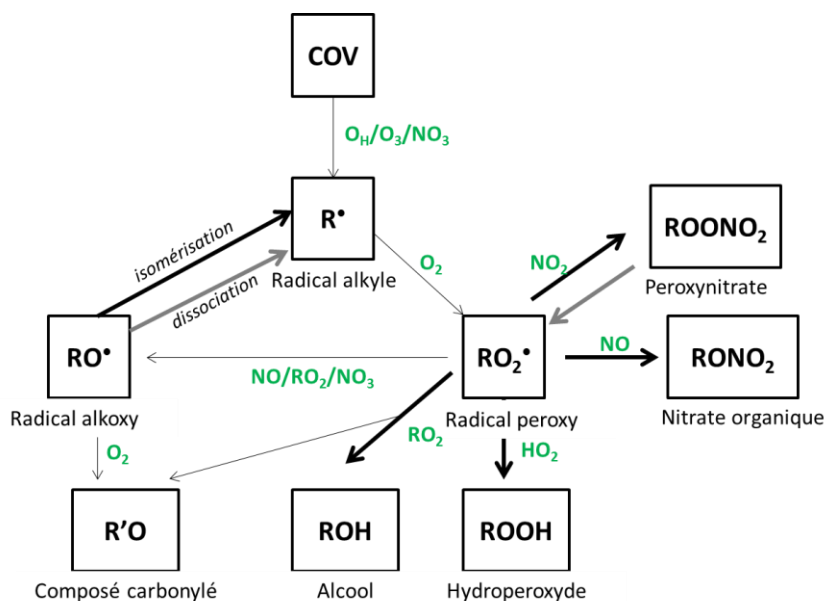 COV
O_H/O₃/NO₃
R•
isomérisation
dissociation
Radical alkyle
O₂
NO₂
ROONO₂
Peroxynitrate
RO•
RO₂•
NO
RONO₂
NO/RO₂/NO₃
Radical alkoxy
Radical peroxy
Nitrate organique
O₂
RO₂
HO₂
R’O
ROH
ROOH
Composé carbonylé
Alcool
Hydroperoxyde